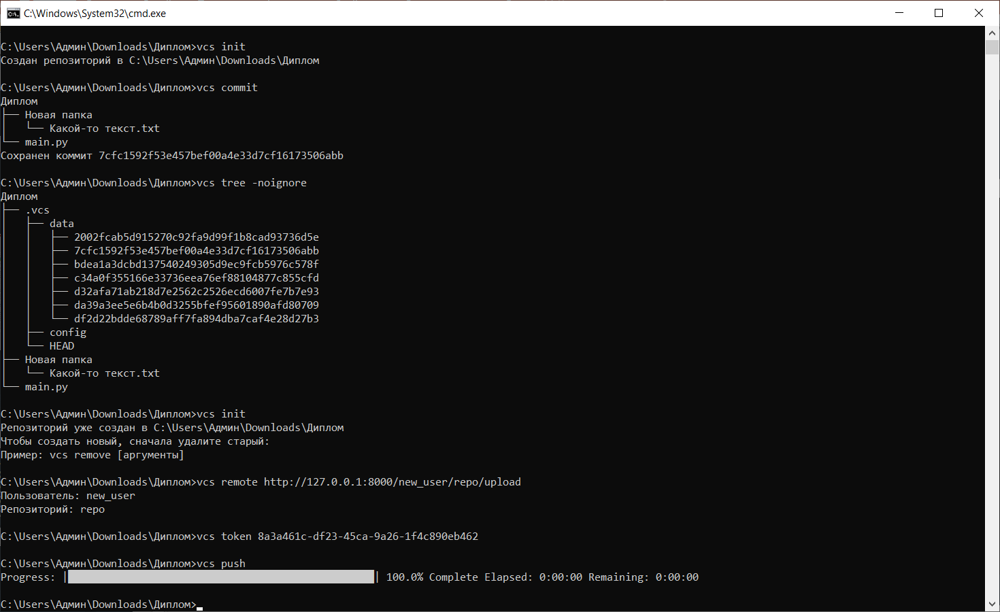 C:\Windows\System32\cmd.exe
C:\Users\Админ\Downloads\Диплом>vcs init
Создан репозиторий в C:\Users\Админ\Downloads\Диплом
C:\Users\Админ\Downloads\Диплом>vcs commit
Диплом
├── Новая папка
│   └── Какой-то текст.txt
└── main.py
Сохранен коммит 7cfc1592f53e457bef00a4e33d7cf16173506abb
C:\Users\Админ\Downloads\Диплом>vcs tree -noignore
Диплом
├── .vcs
│   ├── data
│   │   ├── 2002fcab5d915270c92fa9d99f1b8cad93736d5e
│   │   ├── 7cfc1592f53e457bef00a4e33d7cf16173506abb
│   │   ├── bdea1a3dcbd137540249305d9ec9fcb5976c578f
│   │   ├── c34a0f355166e33736eea76ef88104877c855cfd
│   │   ├── d32afa71ab218d7e2562c2526ecd6007fe7b7e93
│   │   ├── da39a3ee5e6b4b0d3255bfef95601890afd80709
│   │   └── df2d22bdde68789aff7fa894dba7caf4e28d27b3
│   ├── config
│   └── HEAD
├── Новая папка
│   └── Какой-то текст.txt
└── main.py
C:\Users\Админ\Downloads\Диплом>vcs init
Репозиторий уже создан в C:\Users\Админ\Downloads\Диплом
Чтобы создать новый, сначала удалите старый:
Пример: vcs remove [аргументы]
C:\Users\Админ\Downloads\Диплом>vcs remote http://127.0.0.1:8000/new_user/repo/upload
Пользователь: new_user
Репозиторий: repo
C:\Users\Админ\Downloads\Диплом>vcs token 8a3a461c-df23-45ca-9a26-1f4c890eb462
C:\Users\Админ\Downloads\Диплом>vcs push
Progress: |██████████████████████████████████████████████████| 100.0% Complete Elapsed: 0:00:00 Remaining: 0:00:00
C:\Users\Админ\Downloads\Диплом>